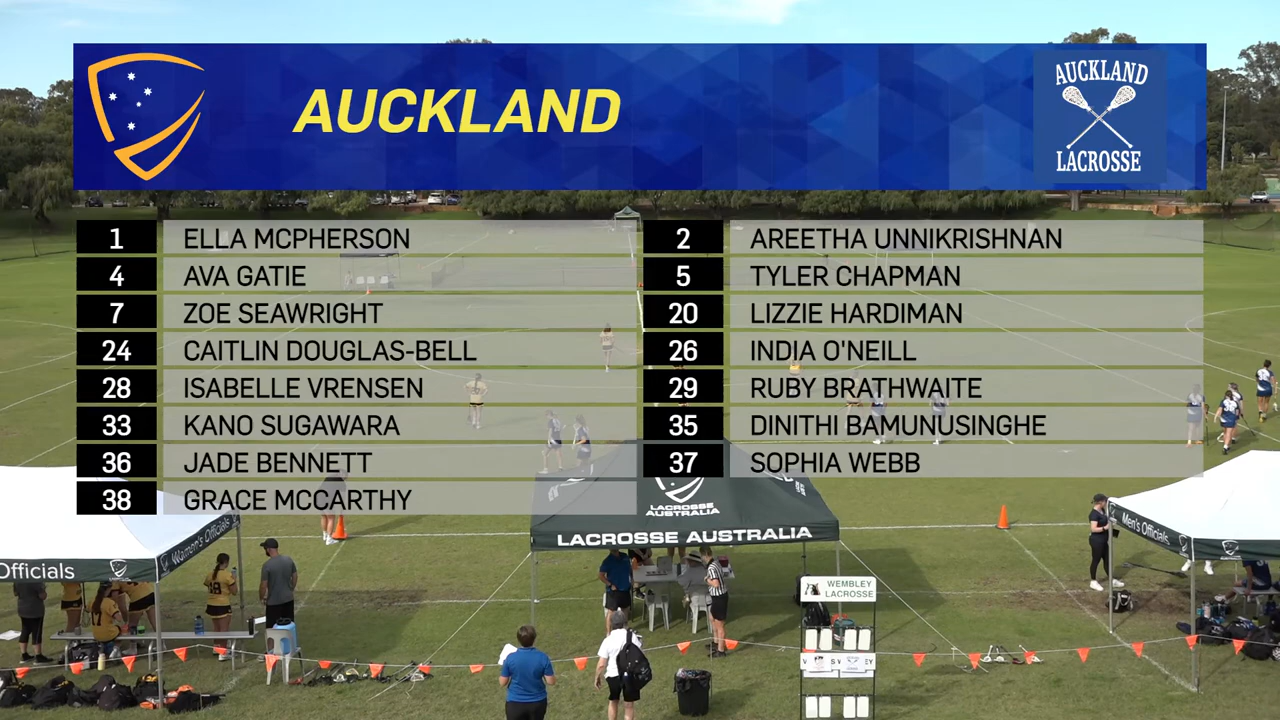 AUCKLAND
AUCKLAND
LACROSSE
1 ELLA MCPHERSON
2 AREETHA UNNIKRISHNAN
4 AVA GATIE
5 TYLER CHAPMAN
7 ZOE SEAWRIGHT
20 LIZZIE HARDIMAN
24 CAITLIN DOUGLAS-BELL
26 INDIA O'NEILL
28 ISABELLE VRENSEN
29 RUBY BRATHWAITE
33 KANO SUGAWARA
35 DINITHI BAMUNUSINGHE
36 JADE BENNETT
37 SOPHIA WEBB
38 GRACE MCCARTHY
LACROSSE
AUSTRALIA
LACROSSE AUSTRALIA
Officials
Women's Officials
Men's Officials
WEMBLEY
LACROSSE